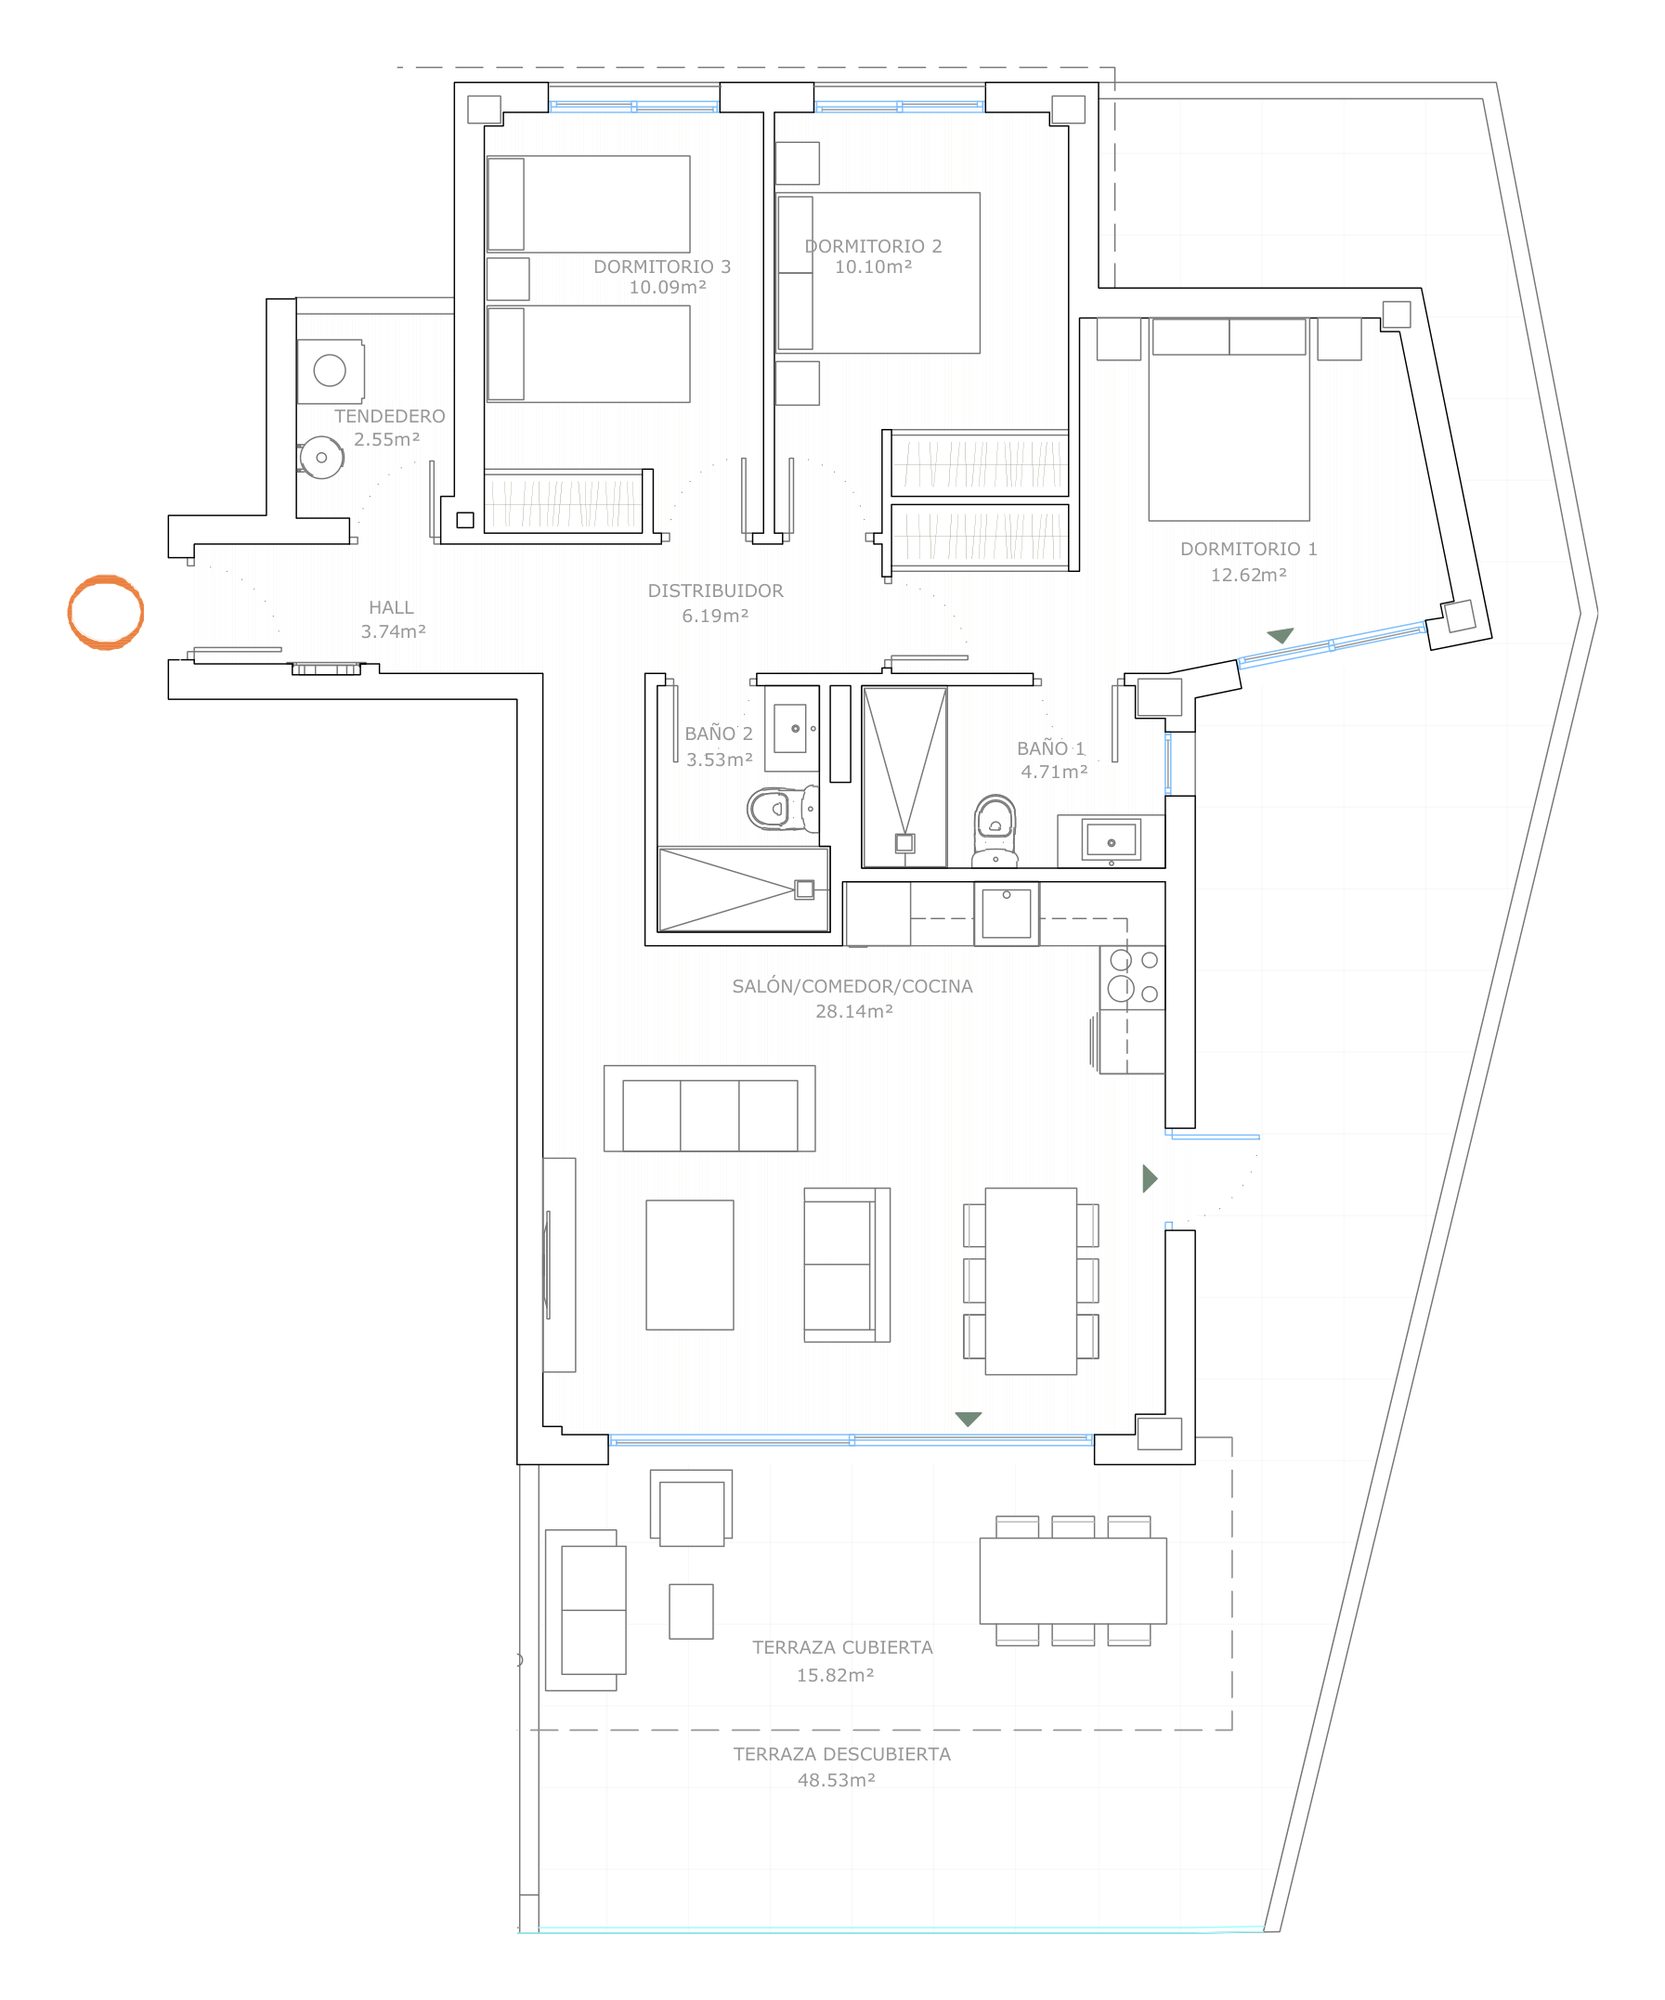 DORMITORIO 2
10.10m²
DORMITORIO 3
10.09m²
TENDEDERO
2.55m²
DORMITORIO 1
12.62m²
DISTRIBUIDOR
6.19m²
HALL
3.74m²
BAÑO 2
3.53m²
BAÑO 1
4.71m²
SALÓN/COMEDOR/COCINA
28.14m²
TERRAZA CUBIERTA
15.82m²
TERRAZA DESCUBIERTA
48.53m²